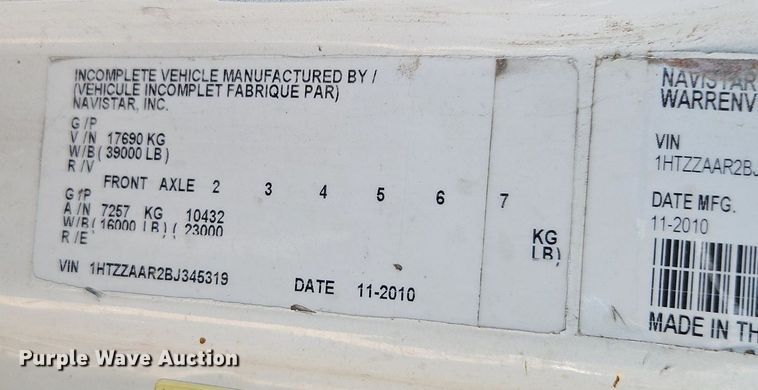 INCOMPLETE VEHICLE MANUFACTURED BY /
(VEHICULE INCOMPLET FABRIQUE PAR)
NAVISTAR, INC.
G /P
V /N 17690 KG
W/B( 39000 LB)
R /V
FRONT AXLE 2 3 4 5 6 7
G /P
A /N 7257 KG 10432 KG
W/B( 16000 LB) ( 23000 LB)
R /E
VIN 1HTZZAAR2BJ345319 DATE 11-2010
NAVISTAR
WARRENV
VIN
1HTZZAAR2BJ
DATE MFG.
11-2010
MADE IN TH
Purple Wave Auction